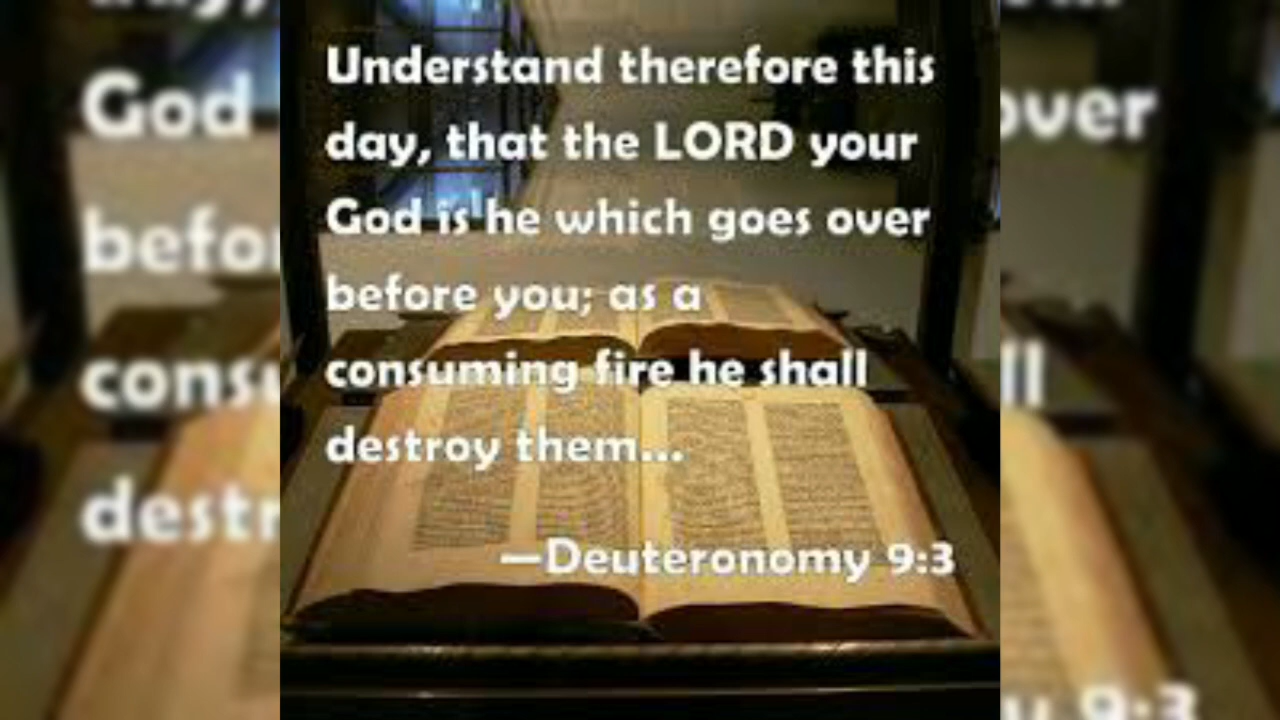 Understand therefore this
day, that the LORD your
God is he which goes over
before you; as a
consuming fire he shall
destroy them...
—Deuteronomy 9:3